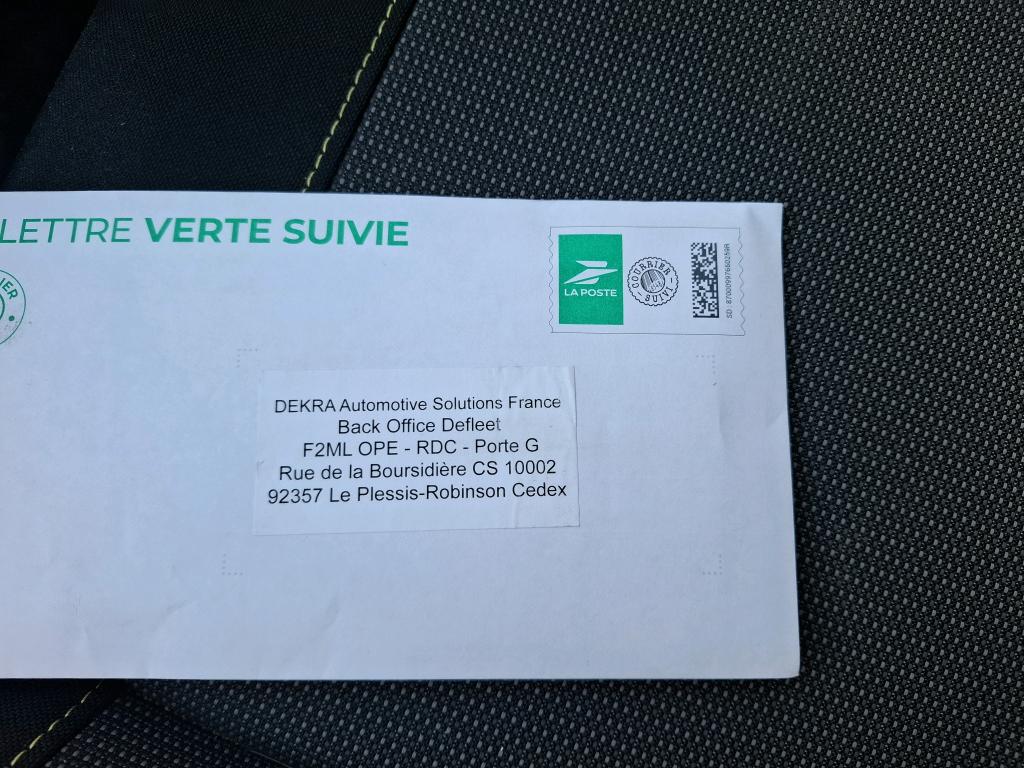 LETTRE VERTE SUIVIE
LA POSTE
COURRIER SUIVI
DEKRA Automotive Solutions France
Back Office Defleet
F2ML OPE - RDC - Porte G
Rue de la Boursidière CS 10002
92357 Le Plessis-Robinson Cedex